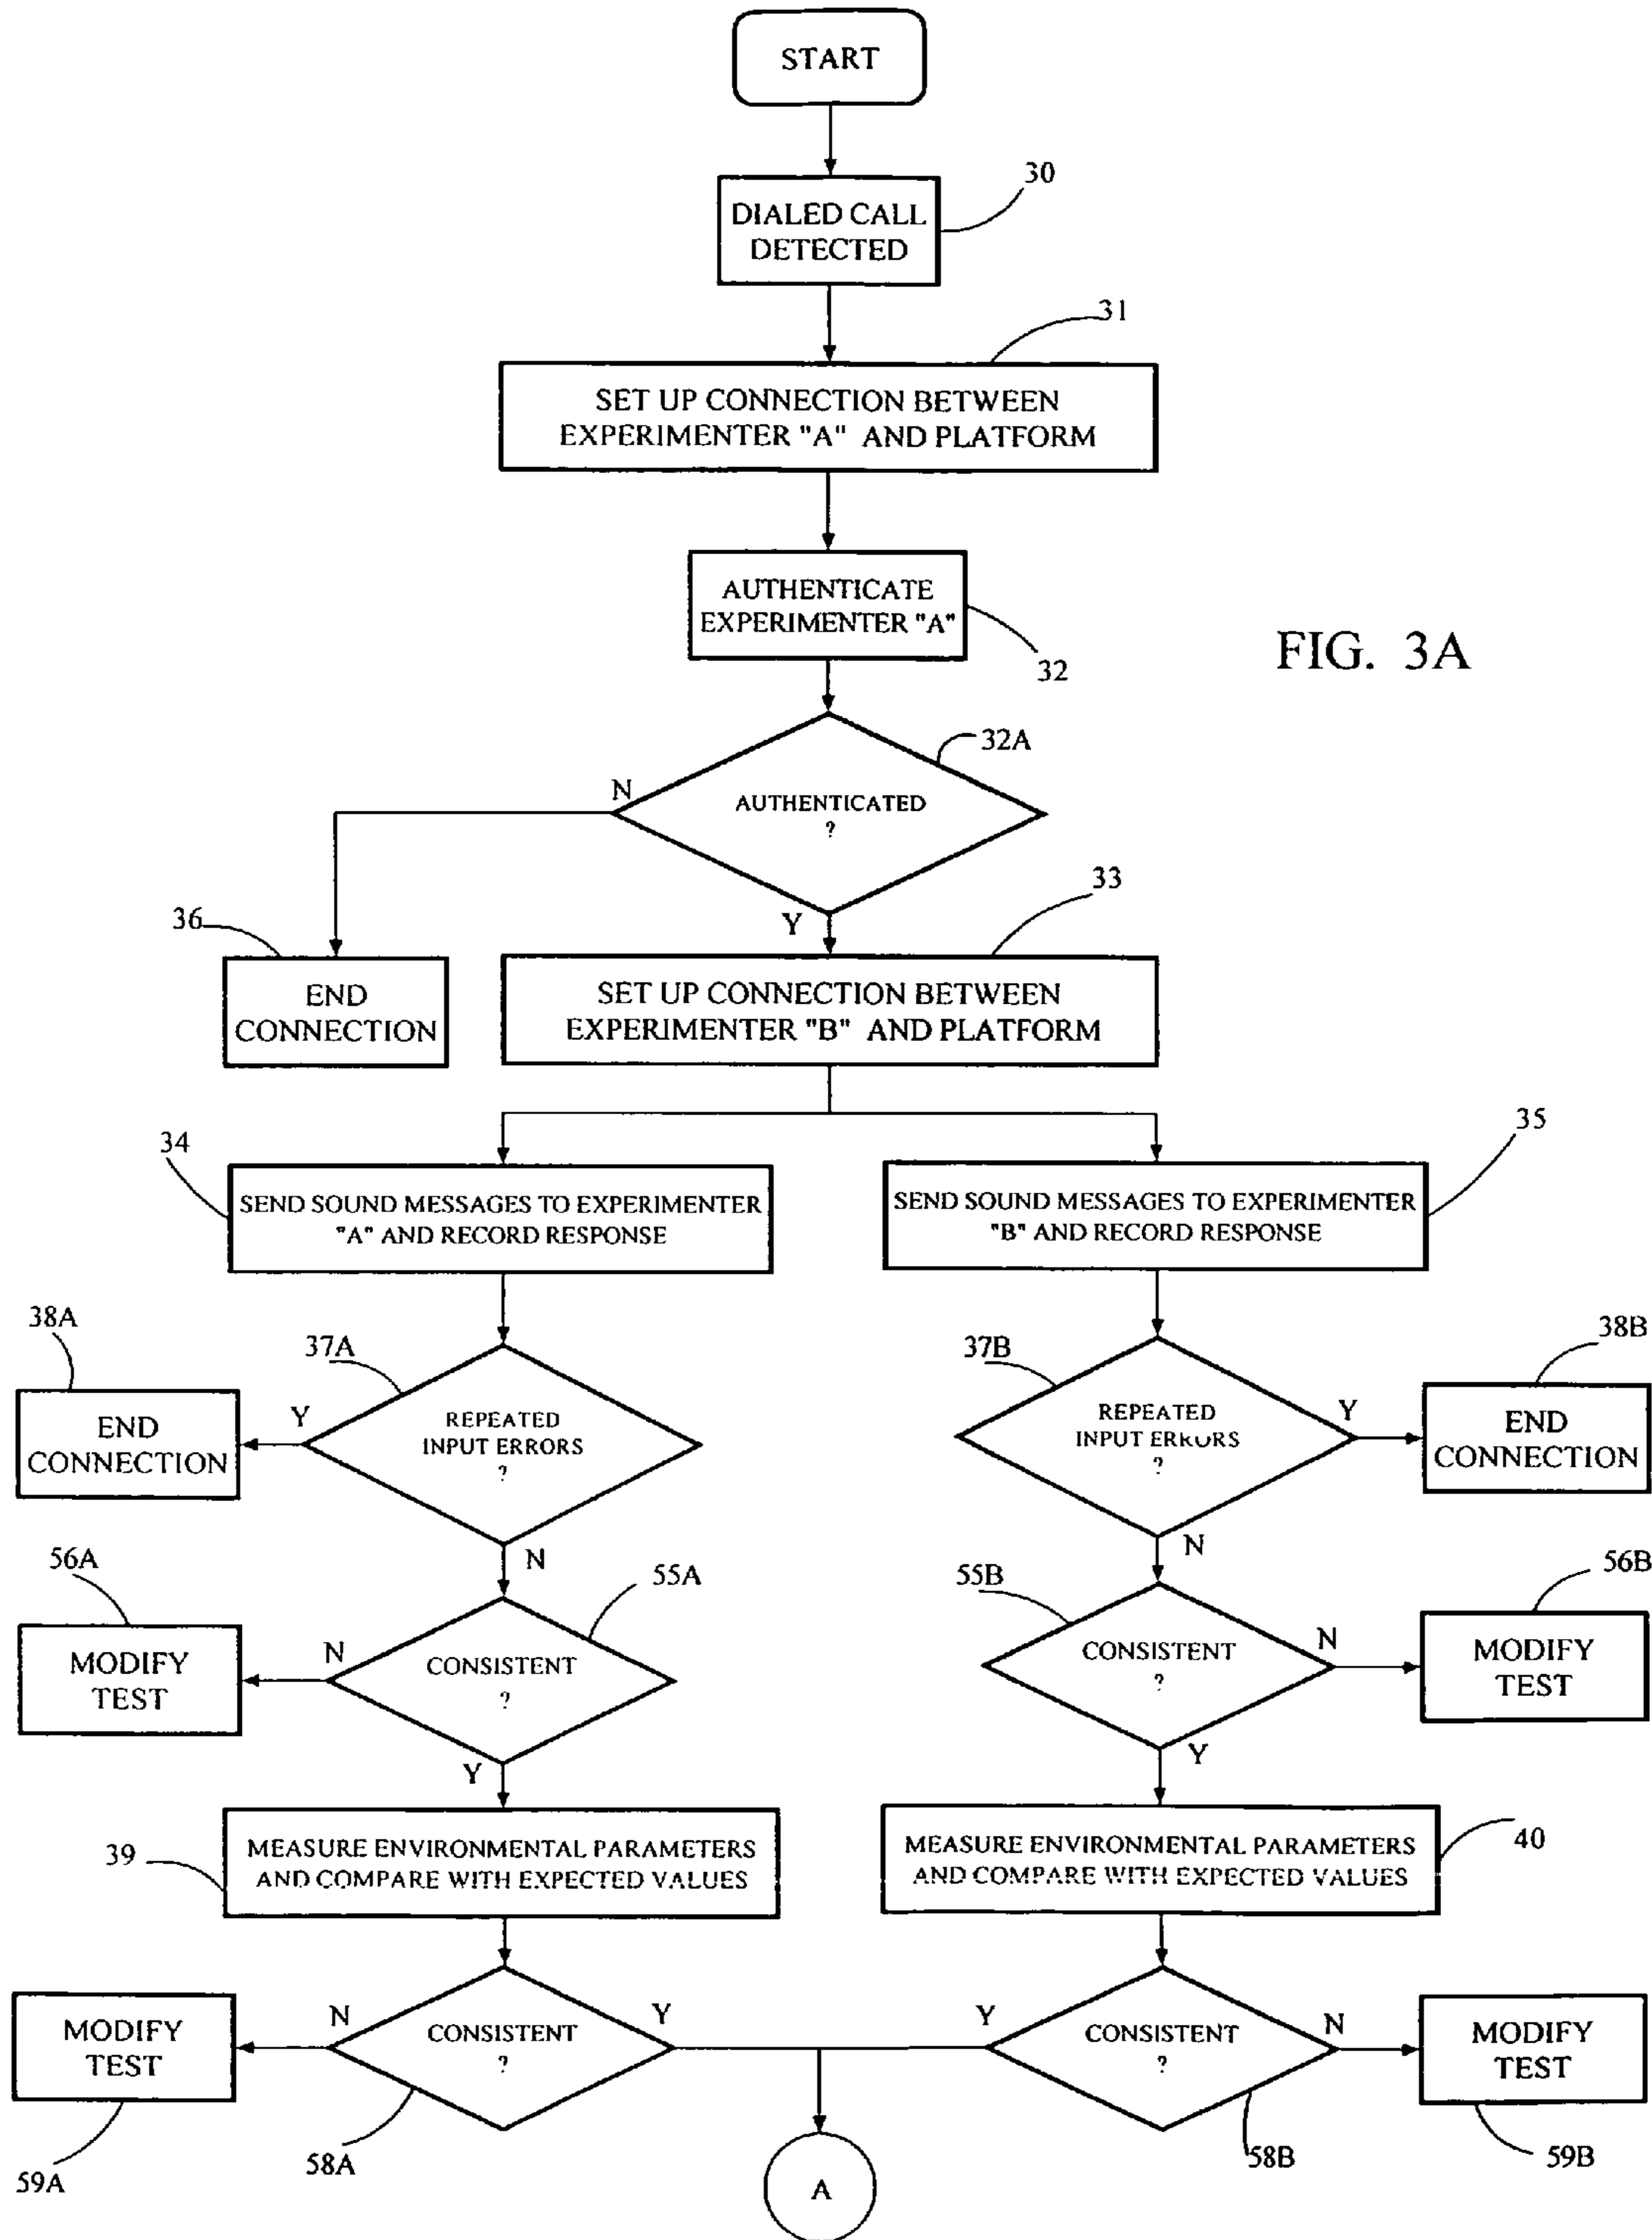 START
30
DIALED CALL
DETECTED
31
SET UP CONNECTION BETWEEN
EXPERIMENTER "A" AND PLATFORM
AUTHENTICATE
EXPERIMENTER "A"
32
FIG. 3A
32A
N
AUTHENTICATED
?
Y
33
36
END
CONNECTION
SET UP CONNECTION BETWEEN
EXPERIMENTER "B" AND PLATFORM
34
35
SEND SOUND MESSAGES TO EXPERIMENTER
"A" AND RECORD RESPONSE
SEND SOUND MESSAGES TO EXPERIMENTER
"B" AND RECORD RESPONSE
38A
37A
37B
38B
END
CONNECTION
Y
REPEATED
INPUT ERRORS
?
REPEATED
INPUT ERRORS
?
Y
END
CONNECTION
N
N
56A
55A
55B
56B
MODIFY
TEST
N
CONSISTENT
?
CONSISTENT
?
N
MODIFY
TEST
Y
Y
39
MEASURE ENVIRONMENTAL PARAMETERS
AND COMPARE WITH EXPECTED VALUES
MEASURE ENVIRONMENTAL PARAMETERS
AND COMPARE WITH EXPECTED VALUES
40
MODIFY
TEST
N
CONSISTENT
?
Y
Y
CONSISTENT
?
N
MODIFY
TEST
59A
58A
58B
59B
A